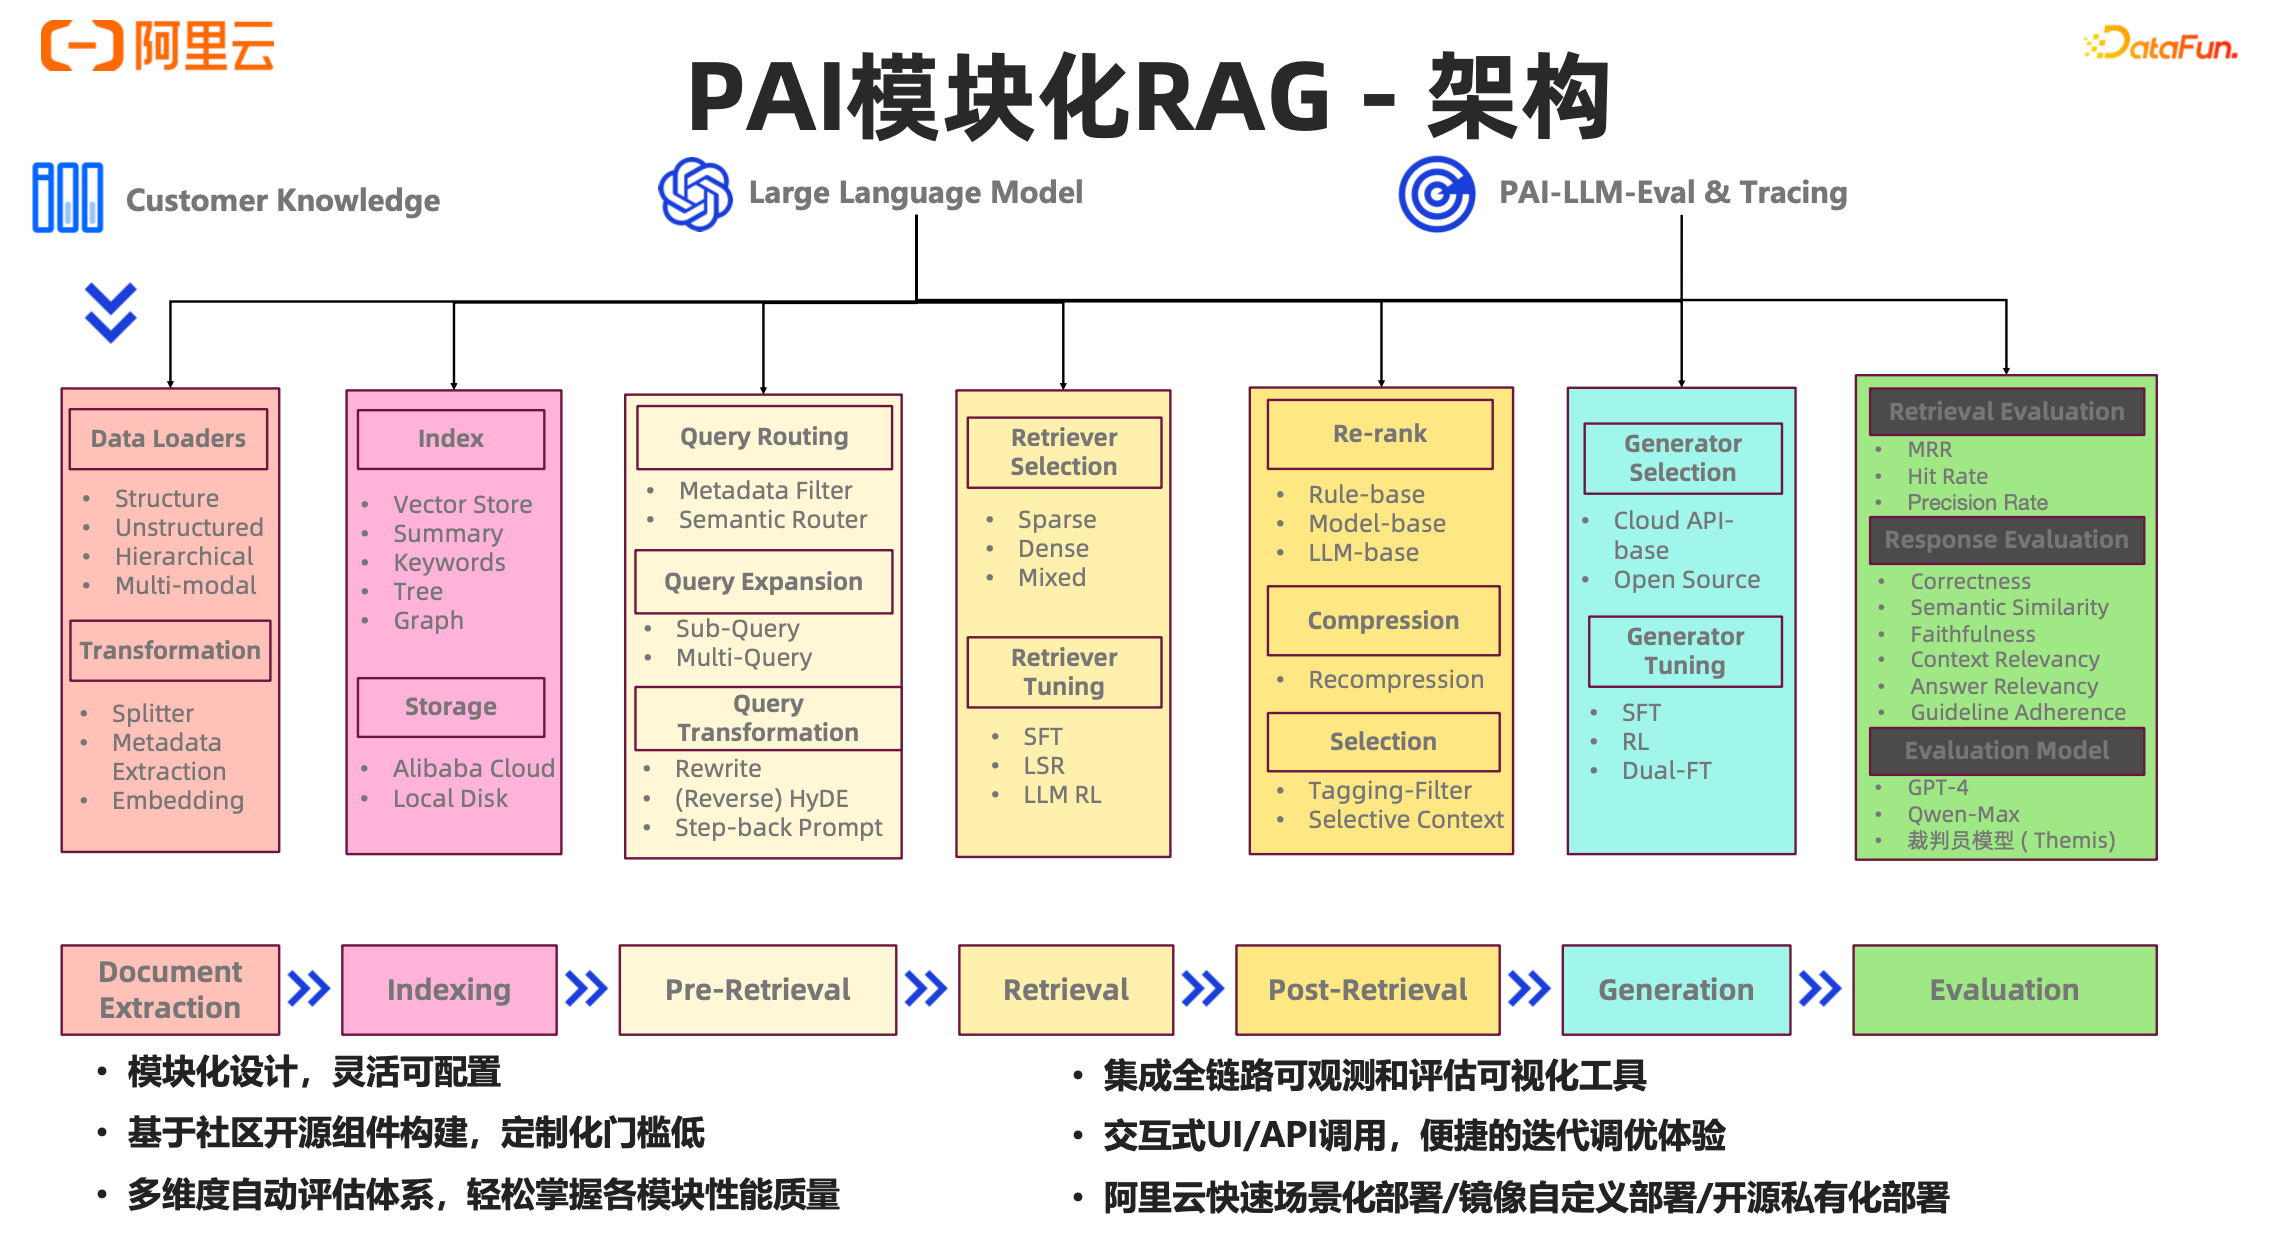 阿里云
DataFun.
PAI模块化RAG - 架构
Customer Knowledge
Large Language Model
PAI-LLM-Eval & Tracing
Data Loaders
• Structure
• Unstructured
• Hierarchical
• Multi-modal
Transformation
• Splitter
• Metadata
Extraction
• Embedding
Index
• Vector Store
• Summary
• Keywords
• Tree
• Graph
Storage
• Alibaba Cloud
• Local Disk
Query Routing
• Metadata Filter
• Semantic Router
Query Expansion
• Sub-Query
• Multi-Query
Query
Transformation
• Rewrite
• (Reverse) HyDE
• Step-back Prompt
Retriever
Selection
• Sparse
• Dense
• Mixed
Retriever
Tuning
• SFT
• LSR
• LLM RL
Re-rank
• Rule-base
• Model-base
• LLM-base
Compression
• Recompression
Selection
• Tagging-Filter
• Selective Context
Generator
Selection
• Cloud API-
base
• Open Source
Generator
Tuning
• SFT
• RL
• Dual-FT
Retrieval Evaluation
• MRR
• Hit Rate
• Precision Rate
Response Evaluation
• Correctness
• Semantic Similarity
• Faithfulness
• Context Relevancy
• Answer Relevancy
• Guideline Adherence
Evaluation Model
• GPT-4
• Qwen-Max
• 裁判员模型 ( Themis)
Document
Extraction
Indexing
Pre-Retrieval
Retrieval
Post-Retrieval
Generation
Evaluation
• 模块化设计，灵活可配置
• 基于社区开源组件构建，定制化门槛低
• 多维度自动评估体系，轻松掌握各模块性能质量
• 集成全链路可观测和评估可视化工具
• 交互式UI/API调用，便捷的迭代调优体验
• 阿里云快速场景化部署/镜像自定义部署/开源私有化部署